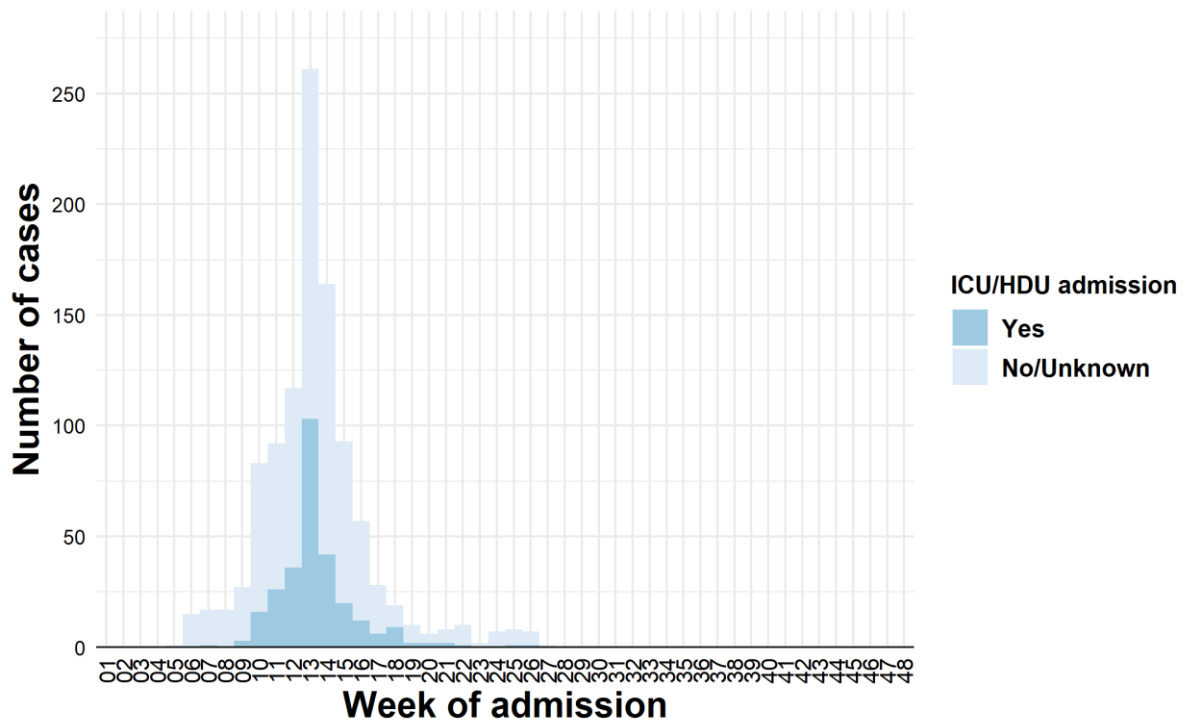 Number of cases
250
200
150
100
50
0
01 02 03 04 05 06 07 08 09 10 11 12 13 14 15 16 17 18 19 20 21 22 23 24 25 26 27 28 29 30 31 32 33 34 35 36 37 38 39 40 41 42 43 44 45 46 47 48
Week of admission
ICU/HDU admission
Yes
No/Unknown